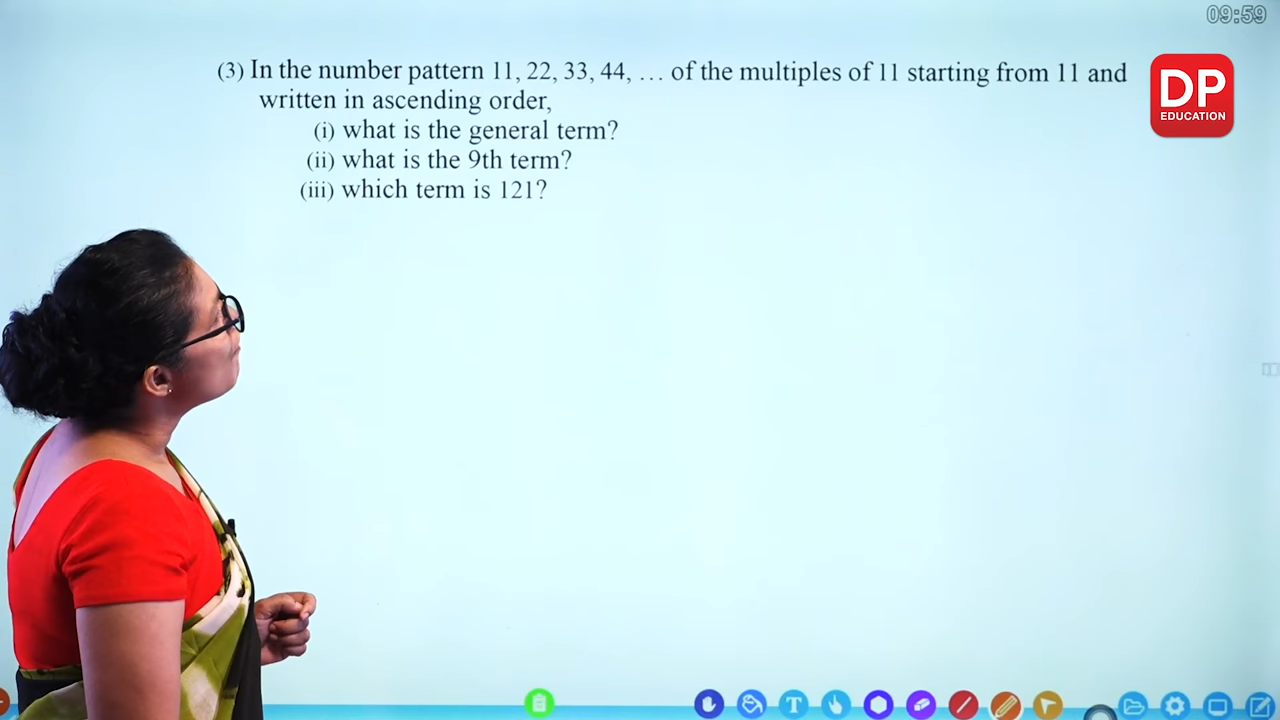 09:59
(3) In the number pattern 11, 22, 33, 44, … of the multiples of 11 starting from 11 and
written in ascending order,
(i) what is the general term?
(ii) what is the 9th term?
(iii) which term is 121?
DP
EDUCATION
T